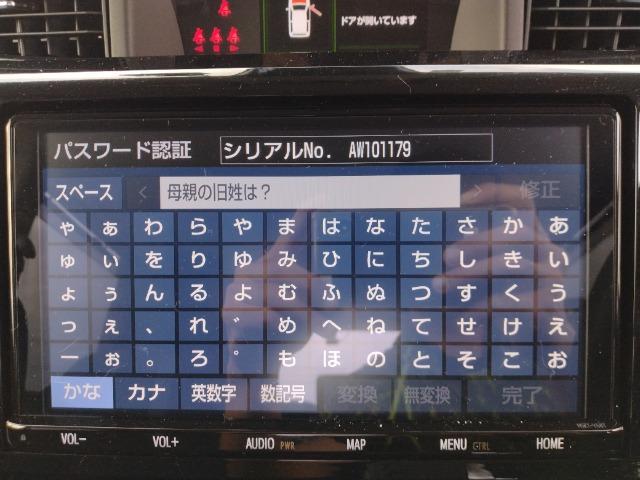 ドアが開いています
パスワード認証 シリアルNo. AW101179
スペース < 母親の旧姓は? > 修正
ゃ ぁ わ ら や ま は な た さ か あ
ゅ ぃ を り ゆ み ひ に ち し き い
ょ ぅ ん る よ む ふ ぬ つ す く う
っ ぇ 、 れ ゛ め へ ね て せ け え
ー ぉ 。 ろ ゜ も ほ の と そ こ お
かな カナ 英数字 数記号 変換 無変換 完了
VOL- VOL+ AUDIO PWR MAP MENU CTRL HOME